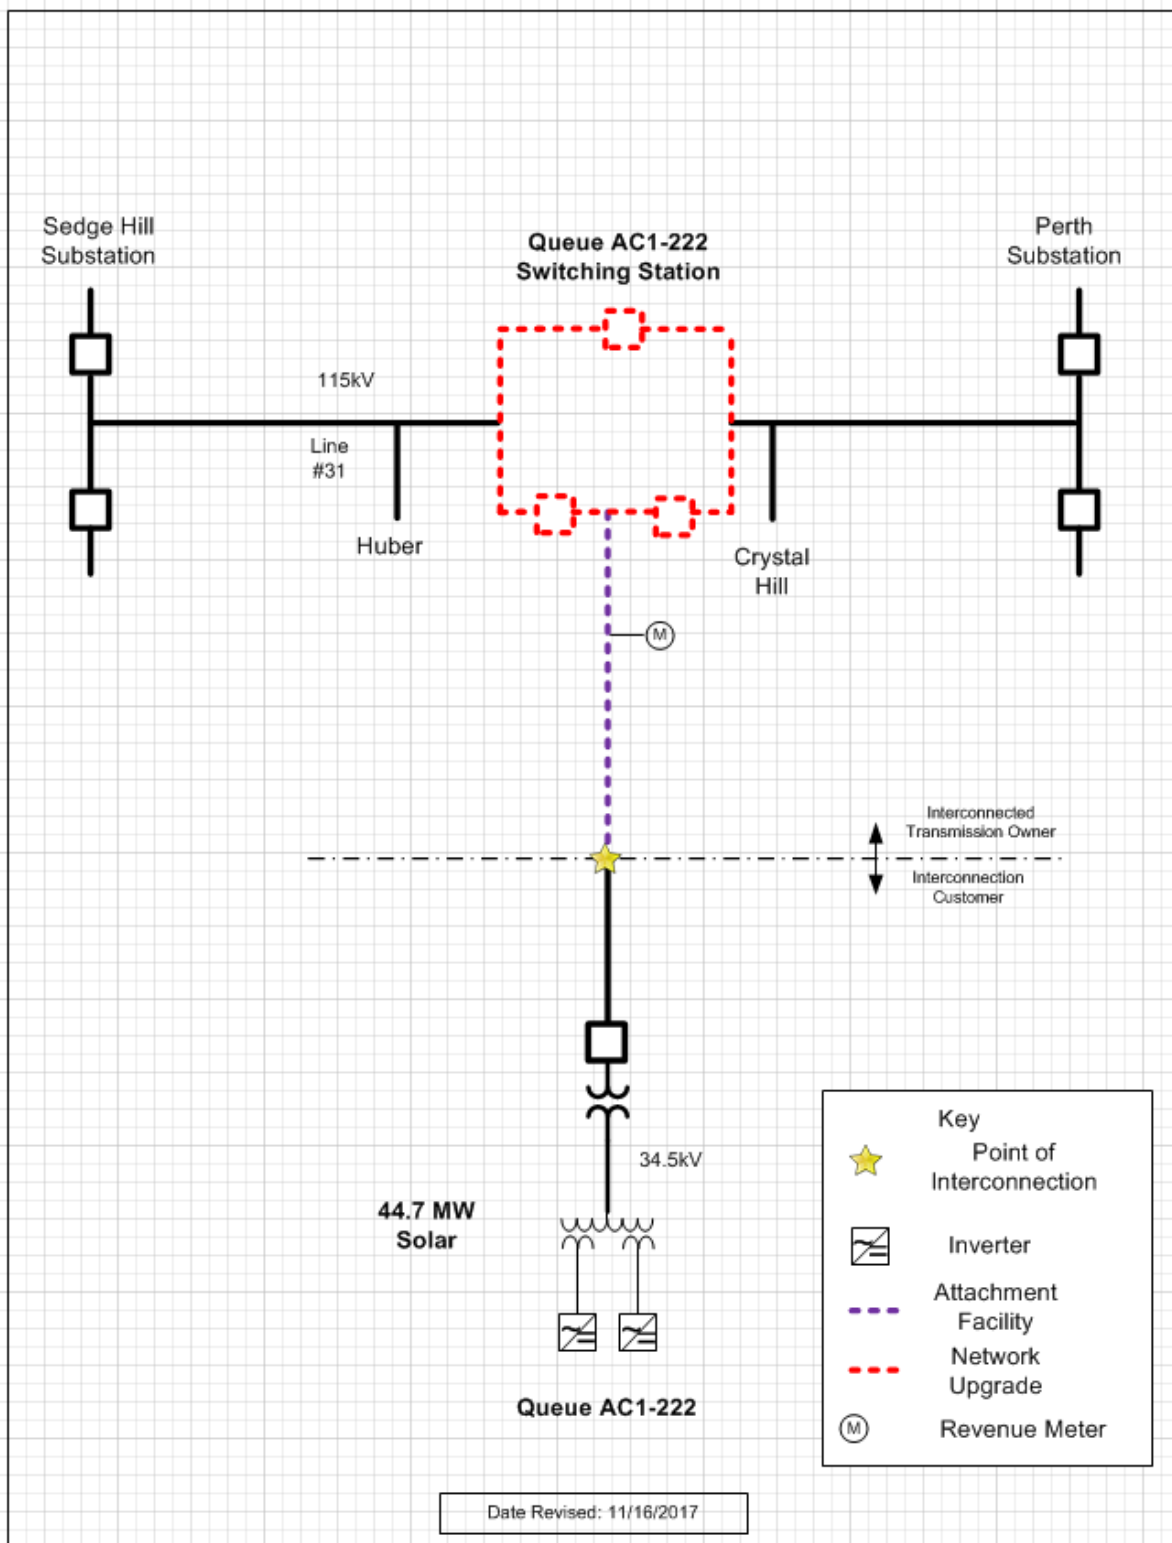 Sedge Hill
Substation
Queue AC1-222
Switching Station
Perth
Substation
115kV
Line
#31
Huber
Crystal
Hill
M
Interconnected
Transmission Owner
Interconnection
Customer
34.5kV
44.7 MW
Solar
Queue AC1-222
Key
Point of
Interconnection
Inverter
Attachment
Facility
Network
Upgrade
M
Revenue Meter
Date Revised: 11/16/2017